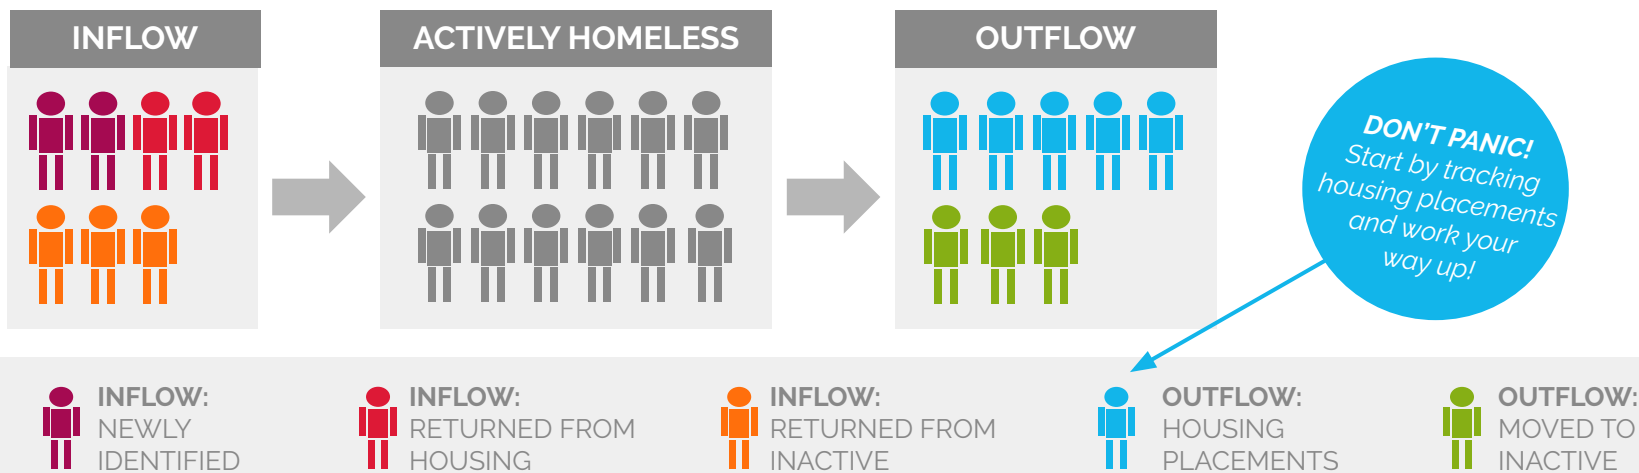 INFLOW
ACTIVELY HOMELESS
OUTFLOW
DON'T PANIC!
Start by tracking
housing placements
and work your
way up!
INFLOW:
NEWLY
IDENTIFIED
INFLOW:
RETURNED FROM
HOUSING
INFLOW:
RETURNED FROM
INACTIVE
OUTFLOW:
HOUSING
PLACEMENTS
OUTFLOW:
MOVED TO
INACTIVE